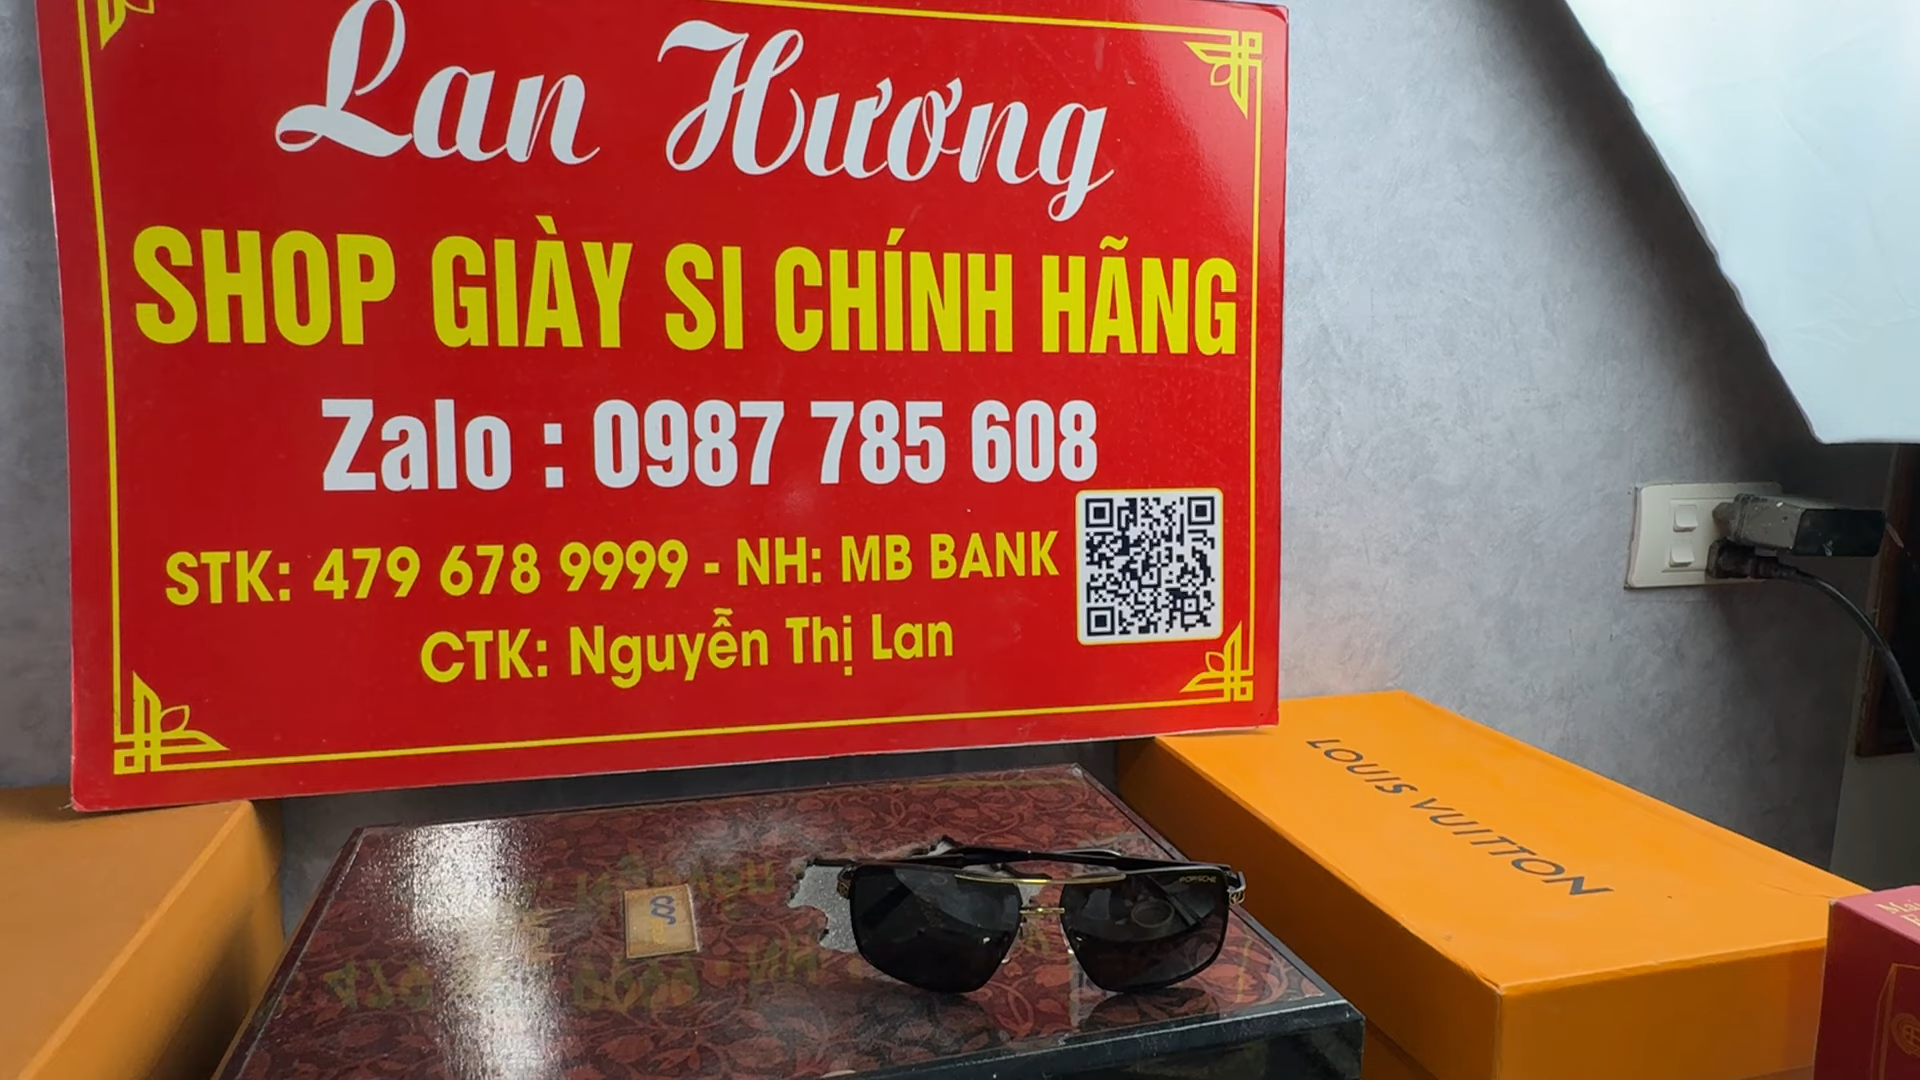 Lan Hương
SHOP GIÀY SI CHÍNH HÃNG
Zalo : 0987 785 608
STK: 479 678 9999 - NH: MB BANK
CTK: Nguyễn Thị Lan
LOUIS VUITTON
PORSCHE